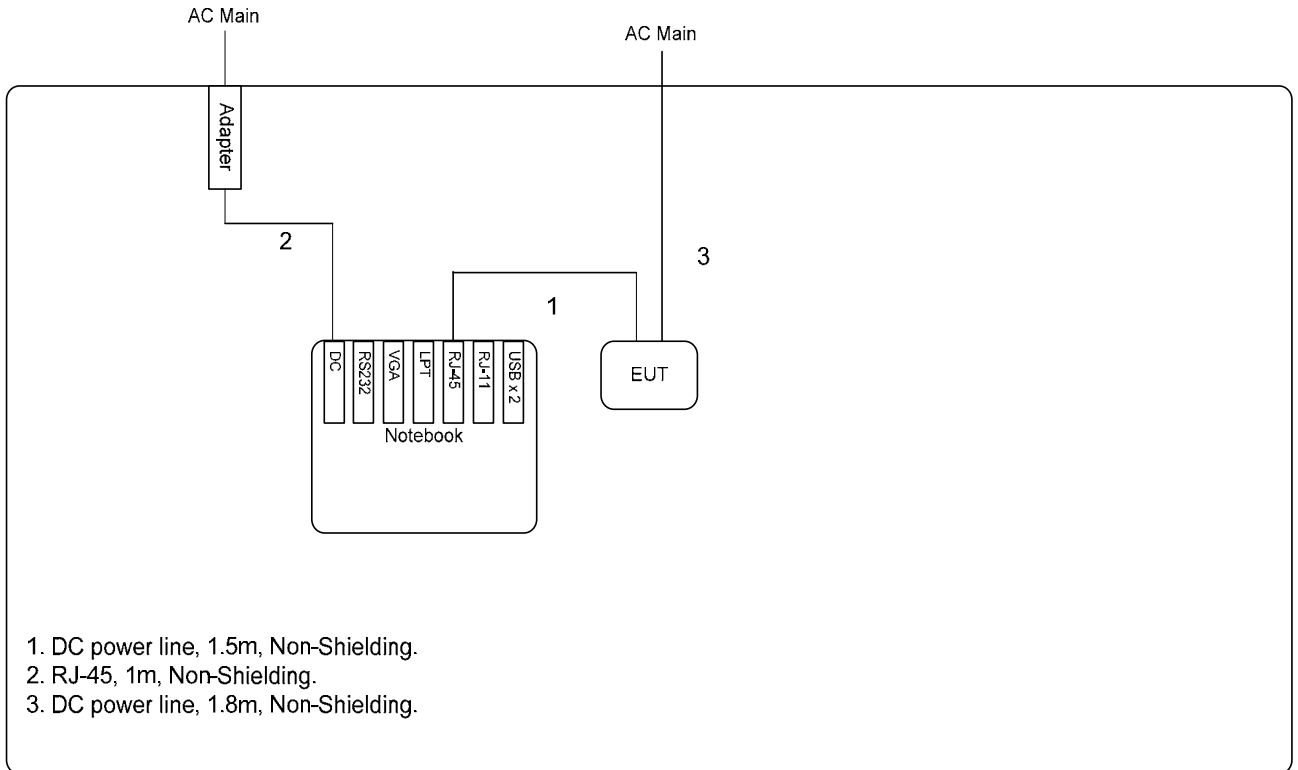 AC Main
AC Main
Adapter
2
3
1
DC
RS232
VGA
LPT
RJ-45
RJ-11
USB x 2
Notebook
EUT
1. DC power line, 1.5m, Non-Shielding.
2. RJ-45, 1m, Non-Shielding.
3. DC power line, 1.8m, Non-Shielding.